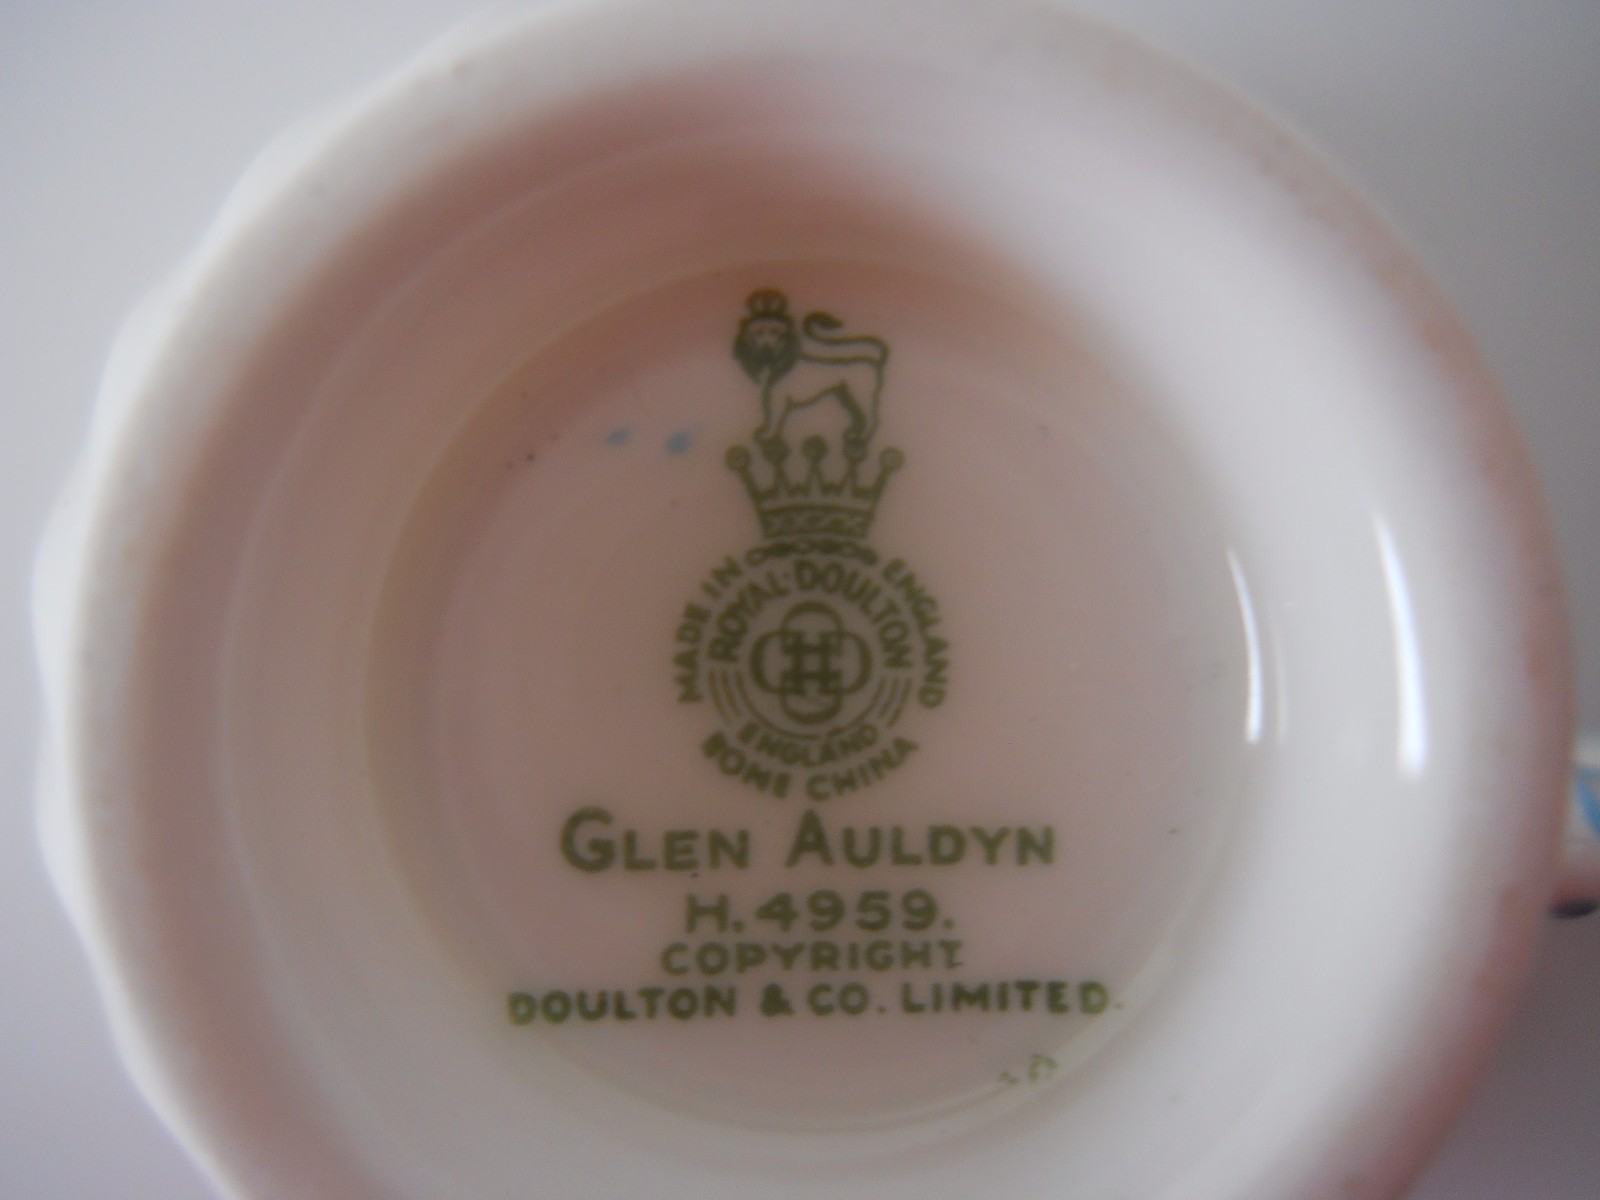 MADE IN ENGLAND
ROYAL·DOULTON
ENGLAND
BONE CHINA
GLEN AULDYN
H.4959.
COPYRIGHT
DOULTON & CO. LIMITED.